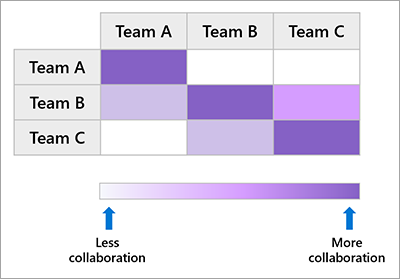 Team A Team B Team C
Team A
Team B
Team C
Less
collaboration
More
collaboration